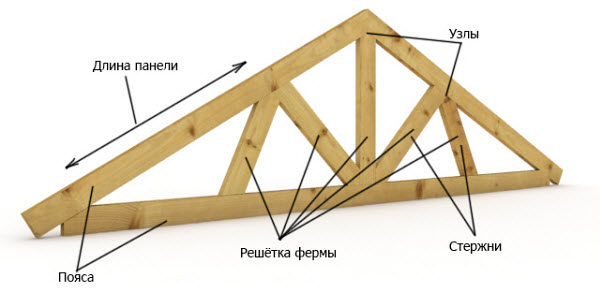 Узлы
Длина панели
Решётка фермы
Стержни
Пояса